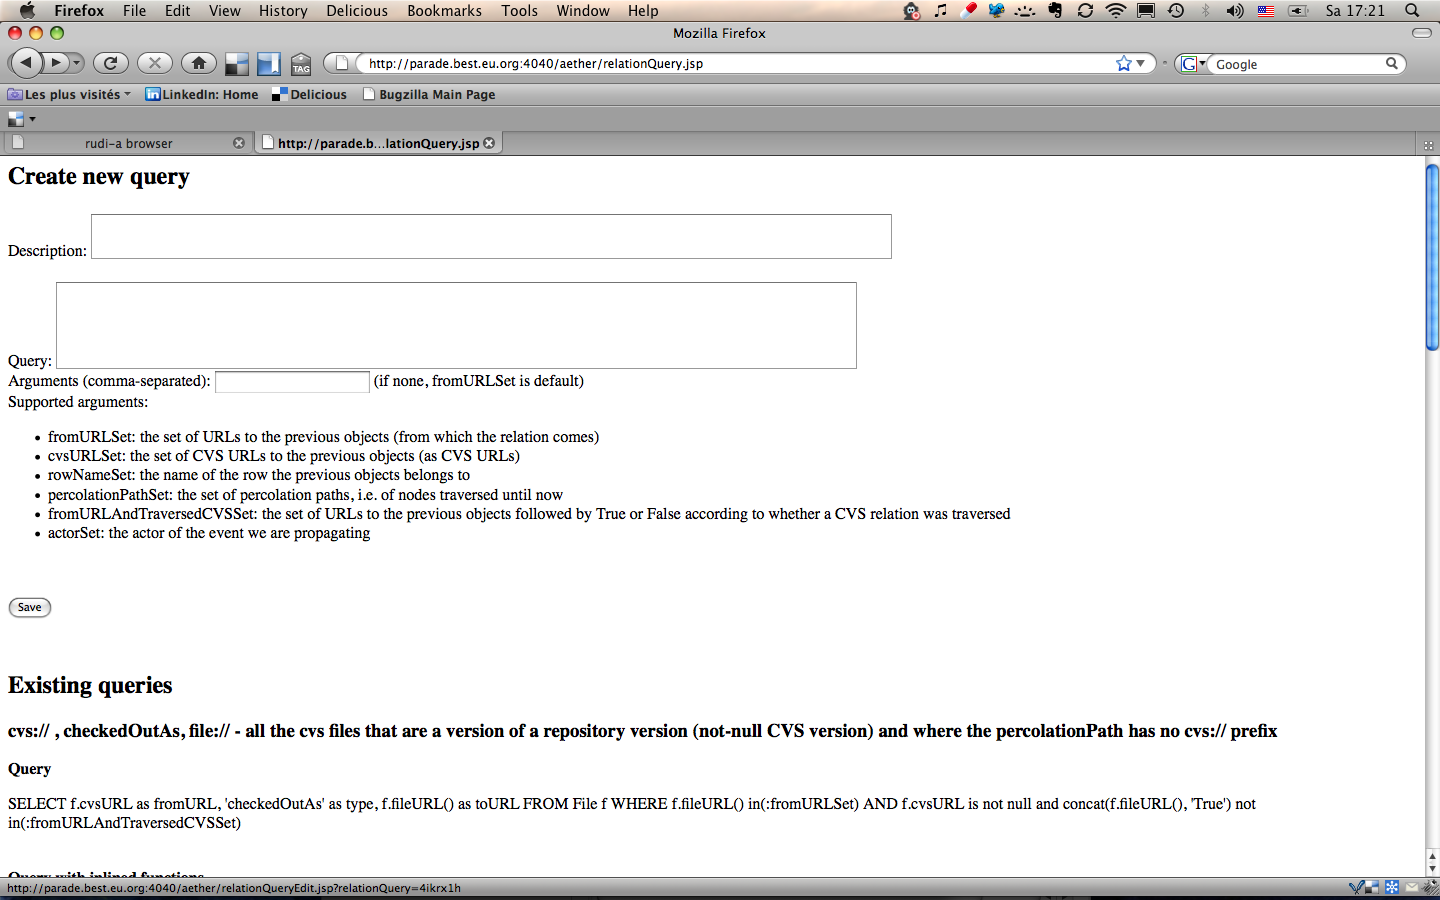 Firefox File Edit View History Delicious Bookmarks Tools Window Help Sa 17:21
Mozilla Firefox
TAG http://parade.best.eu.org:4040/aether/relationQuery.jsp G Google
Les plus visités in LinkedIn: Home Delicious Bugzilla Main Page
rudi-a browser http://parade.b...lationQuery.jsp
Create new query
Description:
Query:
Arguments (comma-separated): (if none, fromURLSet is default)
Supported arguments:
• fromURLSet: the set of URLs to the previous objects (from which the relation comes)
• cvsURLSet: the set of CVS URLs to the previous objects (as CVS URLs)
• rowNameSet: the name of the row the previous objects belongs to
• percolationPathSet: the set of percolation paths, i.e. of nodes traversed until now
• fromURLAndTraversedCVSSet: the set of URLs to the previous objects followed by True or False according to whether a CVS relation was traversed
• actorSet: the actor of the event we are propagating
Save
Existing queries
cvs:// , checkedOutAs, file:// - all the cvs files that are a version of a repository version (not-null CVS version) and where the percolationPath has no cvs:// prefix
Query
SELECT f.cvsURL as fromURL, 'checkedOutAs' as type, f.fileURL() as toURL FROM File f WHERE f.fileURL() in(:fromURLSet) AND f.cvsURL is not null and concat(f.fileURL(), 'True') not
in(:fromURLAndTraversedCVSSet)
Query with inlined functions
http://parade.best.eu.org:4040/aether/relationQueryEdit.jsp?relationQuery=4ikrx1h